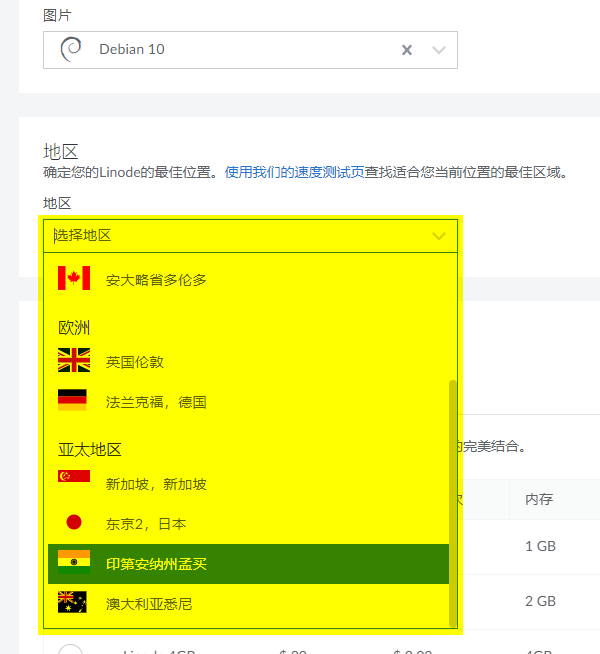 图片
Debian 10
地区
确定您的Linode的最佳位置。使用我们的速度测试页查找适合您当前位置的最佳区域。
地区
选择地区
安大略省多伦多
欧洲
英国伦敦
法兰克福，德国
亚太地区
的完美结合。
新加坡，新加坡
内存
东京2，日本
1 GB
印第安纳州孟买
澳大利亚悉尼
2 GB
Linode 4GB $ 20 $ 0.03 4GB